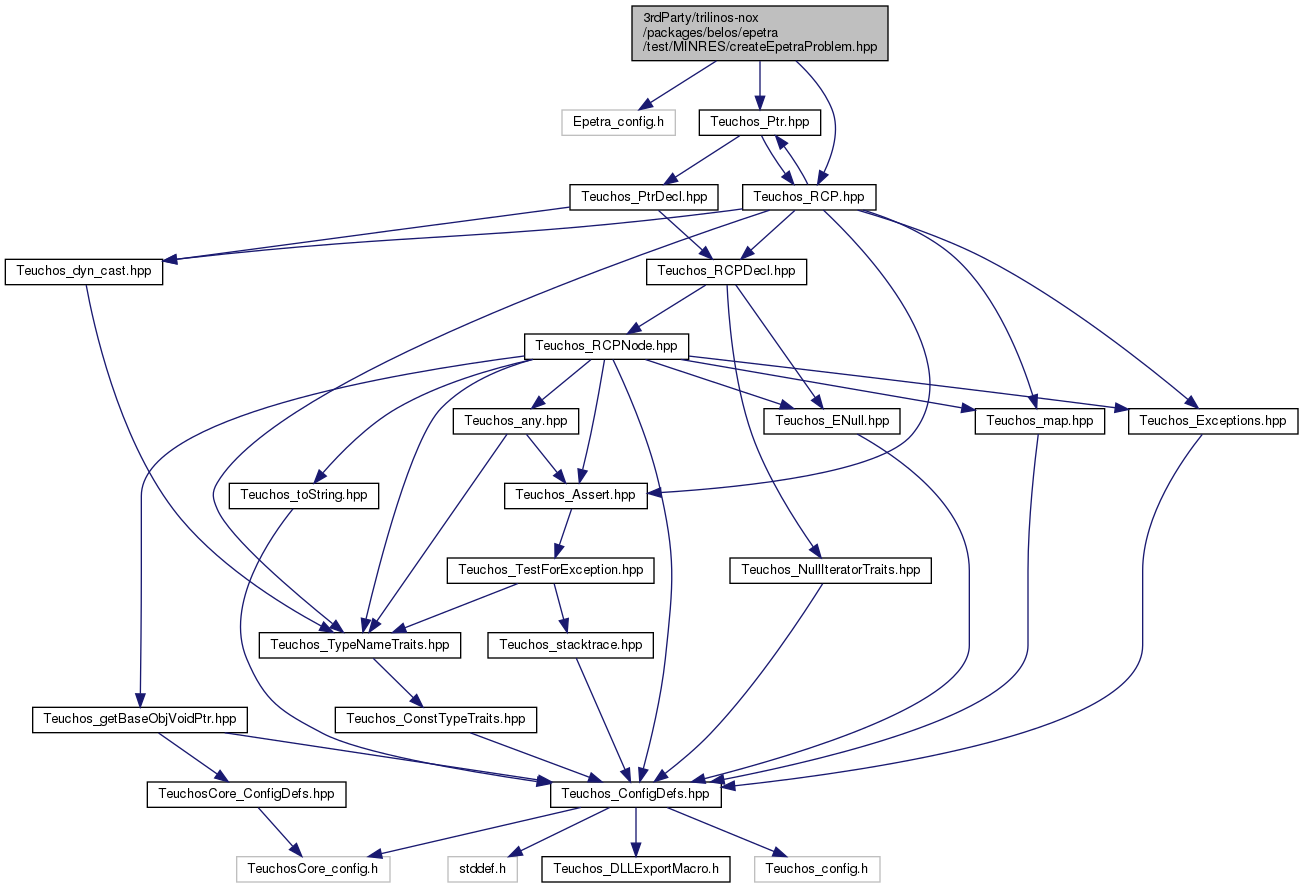 3rdParty/trilinos-nox
/packages/belos/epetra
/test/MINRES/createEpetraProblem.hpp
Epetra_config.h
Teuchos_Ptr.hpp
Teuchos_PtrDecl.hpp
Teuchos_RCP.hpp
Teuchos_dyn_cast.hpp
Teuchos_RCPDecl.hpp
Teuchos_RCPNode.hpp
Teuchos_any.hpp
Teuchos_ENull.hpp
Teuchos_map.hpp
Teuchos_Exceptions.hpp
Teuchos_toString.hpp
Teuchos_Assert.hpp
Teuchos_TestForException.hpp
Teuchos_NullIteratorTraits.hpp
Teuchos_TypeNameTraits.hpp
Teuchos_stacktrace.hpp
Teuchos_getBaseObjVoidPtr.hpp
Teuchos_ConstTypeTraits.hpp
TeuchosCore_ConfigDefs.hpp
Teuchos_ConfigDefs.hpp
TeuchosCore_config.h
stddef.h
Teuchos_DLLExportMacro.h
Teuchos_config.h